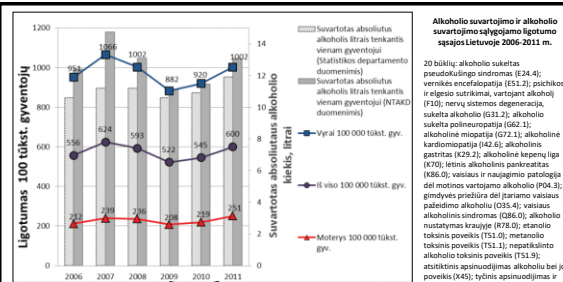 Alkoholio suvartojimo ir alkoholio
suvartojimo sąlygojamo ligotumo
sąsajos Lietuvoje 2006-2011 m.
Ligotumas 100 tūkst. gyventojų
1200
1000
800
600
400
200
0
951
1066
1002
882
920
1002
556
624
593
522
545
600
212
239
236
208
219
251
2006 2007 2008 2009 2010 2011
14
12
10
8
6
4
2
0
Suvartotas absoliutaus alkoholio
kiekis, litrai
Suvartotas absoliutus
alkoholis litrais tenkantis
vienam gyventojui
(Statistikos departamento
duomenimis)
Suvartotas absoliutus
alkoholis litrais tenkantis
vienam gyventojui (NTAKD
duomenimis)
Vyrai 100 000 tūkst. gyv.
Iš viso 100 000 tūkst. gyv.
Moterys 100 000 tūkst.
gyv.
20 būklių: alkoholio sukeltas
pseudoKušingo sindromas (E24.4);
vernikės encefalopatija (E51.2); psichikos
ir elgesio sutrikimai, vartojant alkoholį
(F10); nervų sistemos degeneracija,
sukelta alkoholio (G31.2); alkoholio
sukelta polineuropatija (G62.1);
alkoholinė miopatija (G72.1); alkoholinė
kardiomiopatija (I42.6); alkoholinis
gastritas (K29.2); alkoholinė kepenų liga
(K70); lėtinis alkoholinis pankreatitas
(K86.0); vaisiaus ir naujagimio patologija
dėl motinos vartojamo alkoholio (P04.3);
gimdyvės priežiūra dėl įtariamo vaisiaus
pažeidimo alkoholiu (O35.4); vaisiaus
alkoholinis sindromas (Q86.0); alkoholio
nustatymas kraujyje (R78.0); etanolio
toksinis poveikis (T51.0); metanolio
toksinis poveikis (T51.1); nepatikslinto
alkoholio toksinis poveikis (T51.9);
atsitiktinis apsinuodijimas alkoholiu bei jo
poveikis (X45); tyčinis apsinuodijimas ir